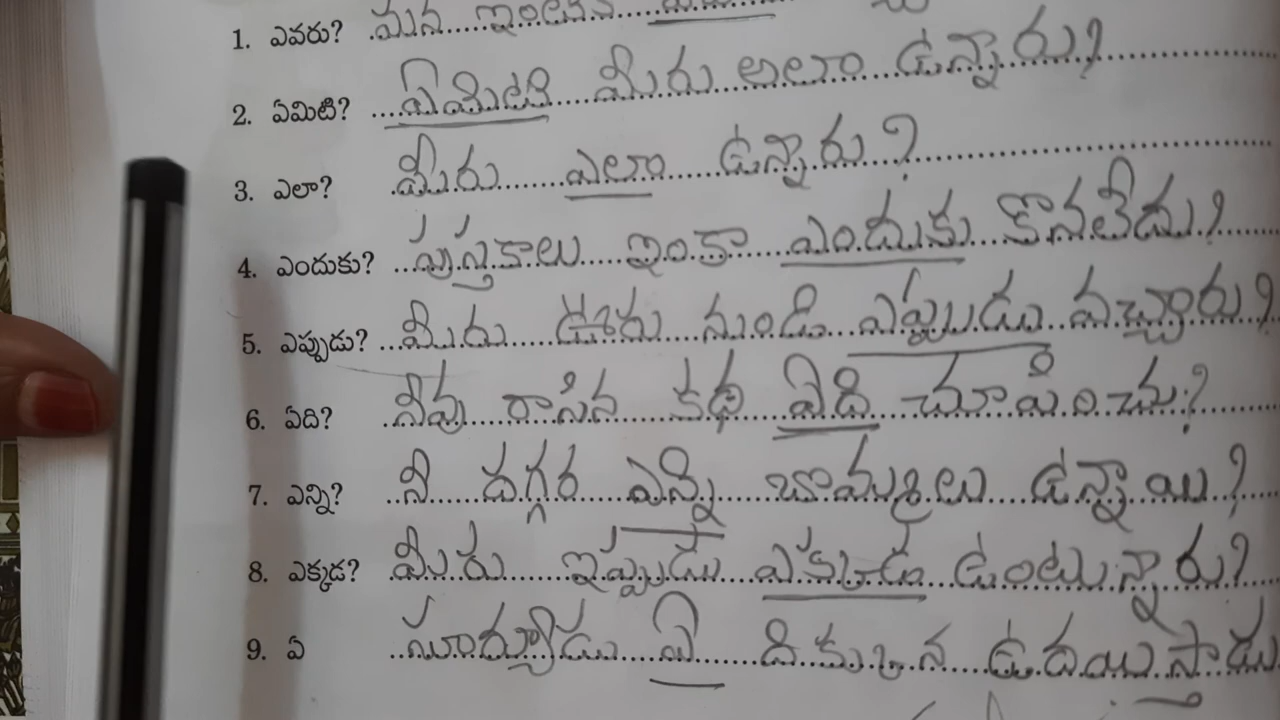 1. ఎవరు? మన ఇంటికి
2. ఏమిటి? ఏమిటి మీరు అలా ఉన్నారు?
3. ఎలా? మీరు ఎలా ఉన్నారు?
4. ఎందుకు? పుస్తకాలు ఇంకా ఎందుకు కొనలేదు?
5. ఎప్పుడు? మీరు ఊరు నుండి ఎప్పుడు వచ్చారు?
6. ఏది? నీవు రాసిన కథ ఏది చూపించు?
7. ఎన్ని? నీ దగ్గర ఎన్ని బొమ్మలు ఉన్నాయి?
8. ఎక్కడ? మీరు ఇప్పుడు ఎక్కడ ఉంటున్నారు?
9. ఏ సూర్యుడు ఏ దిక్కున ఉదయిస్తాడు